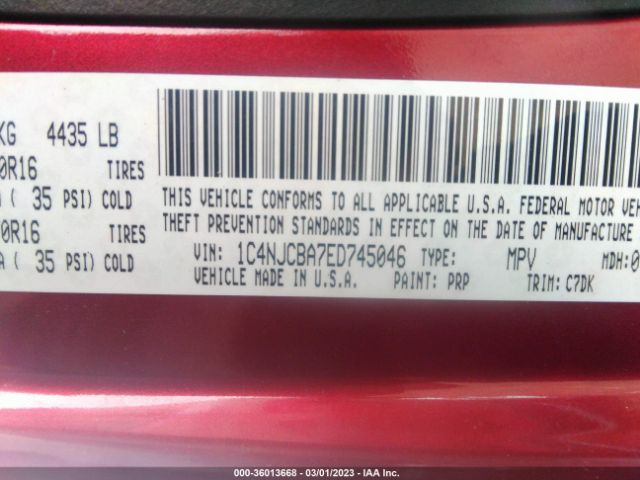 KG 4435 LB
0R16 TIRES
( 35 PSI) COLD
0R16 TIRES
A ( 35 PSI) COLD
THIS VEHICLE CONFORMS TO ALL APPLICABLE U.S.A. FEDERAL MOTOR VEH
THEFT PREVENTION STANDARDS IN EFFECT ON THE DATE OF MANUFACTURE
VIN: 1C4NJCBA7ED745046 TYPE: MPV MDH:0
VEHICLE MADE IN U.S.A. PAINT: PRP TRIM: C7DK
000-36013668 - 03/01/2023 - IAA Inc.